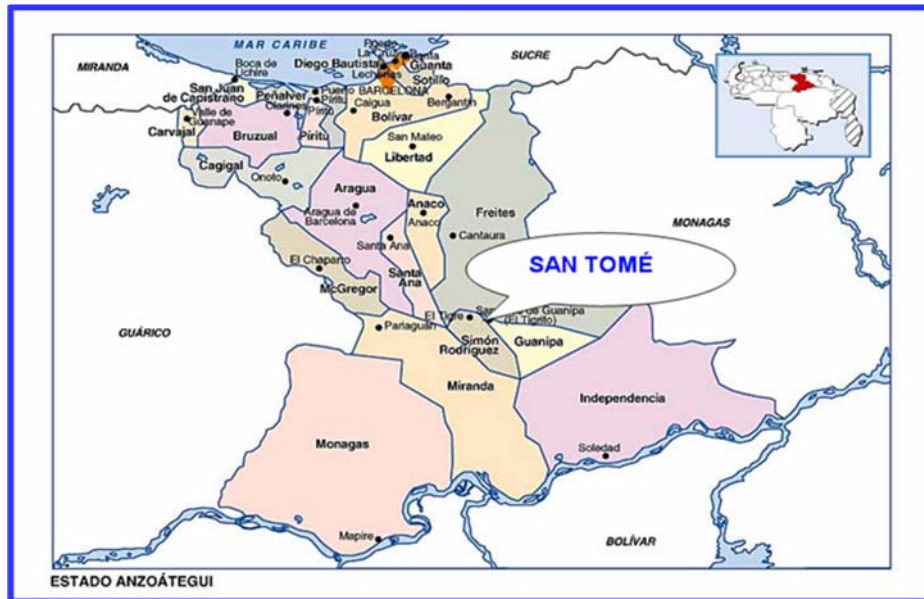 MAR CARIBE
SUCRE
MIRANDA
Boca de
Uchire
Diego Bautista
La Cruz
Guanta
Lecherías
Sotillo
BARCELONA
San Juan
de Capistrano
Peñalver
Clarines
Puerto
Píritu
Píritu
Píritu
Caigua
Bolívar
Bergantín
Valle de
Guanape
Carvajal
Bruzual
San Mateo
Libertad
Cagigal
Onoto
Aragua
Aragua de
Barcelona
Anaco
Anaco
Freites
MONAGAS
Santa Ana
Cantaura
El Chaparro
Santa
Ana
McGregor
SAN TOMÉ
GUÁRICO
Pariaguán
El Tigre
de Guanipa
(El Tigrito)
Simón
Rodríguez
Guanipa
Miranda
Independencia
Monagas
Soledad
Mapire
BOLÍVAR
ESTADO ANZOÁTEGUI